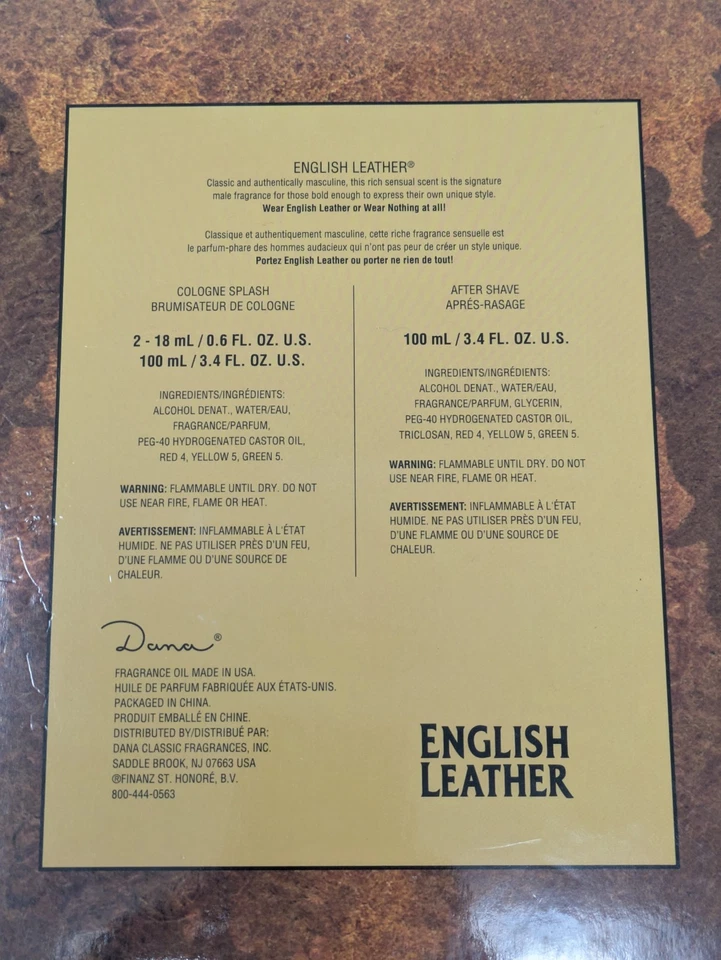 ENGLISH LEATHER®
Classic and authentically masculine, this rich sensual scent is the signature
male fragrance for those bold enough to express their own unique style.
Wear English Leather or Wear Nothing at all!
Classique et authentiquement masculine, cette riche fragrance sensuelle est
le parfum-phare des hommes audacieux qui n'ont pas peur de créer un style unique.
Portez English Leather ou porter ne rien de tout!
COLOGNE SPLASH
BRUMISATEUR DE COLOGNE
2 - 18 mL / 0.6 FL. OZ. U.S.
100 mL / 3.4 FL. OZ. U.S.
INGREDIENTS/INGRÉDIENTS:
ALCOHOL DENAT., WATER/EAU,
FRAGRANCE/PARFUM,
PEG-40 HYDROGENATED CASTOR OIL,
RED 4, YELLOW 5, GREEN 5.
WARNING: FLAMMABLE UNTIL DRY. DO NOT
USE NEAR FIRE, FLAME OR HEAT.
AVERTISSEMENT: INFLAMMABLE À L'ÉTAT
HUMIDE. NE PAS UTILISER PRÈS D'UN FEU,
D'UNE FLAMME OU D'UNE SOURCE DE
CHALEUR.
AFTER SHAVE
APRÉS-RASAGE
100 mL / 3.4 FL. OZ. U.S.
INGREDIENTS/INGRÉDIENTS:
ALCOHOL DENAT., WATER/EAU,
FRAGRANCE/PARFUM, GLYCERIN,
PEG-40 HYDROGENATED CASTOR OIL,
TRICLOSAN, RED 4, YELLOW 5, GREEN 5.
WARNING: FLAMMABLE UNTIL DRY. DO NOT
USE NEAR FIRE, FLAME OR HEAT.
AVERTISSEMENT: INFLAMMABLE À L'ÉTAT
HUMIDE. NE PAS UTILISER PRÈS D'UN FEU,
D'UNE FLAMME OU D'UNE SOURCE DE
CHALEUR.
Dana®
FRAGRANCE OIL MADE IN USA.
HUILE DE PARFUM FABRIQUÉE AUX ÉTATS-UNIS.
PACKAGED IN CHINA.
PRODUIT EMBALLÉ EN CHINE.
DISTRIBUTED BY/DISTRIBUÉ PAR:
DANA CLASSIC FRAGRANCES, INC.
SADDLE BROOK, NJ 07663 USA
®FINANZ ST. HONORÉ, B.V.
800-444-0563
ENGLISH
LEATHER